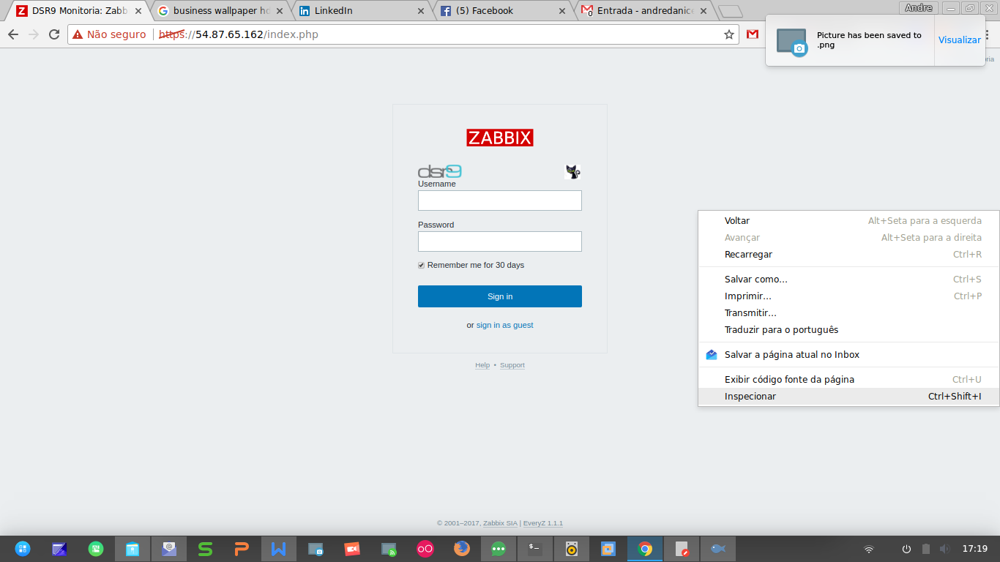 DSR9 Monitoria: Zabb
business wallpaper hd
LinkedIn
(5) Facebook
Entrada - andredanice
Andre
Não seguro
https://54.87.65.162/index.php
Picture has been saved to
.png
Visualizar
ZABBIX
dsr9
Username
Password
Remember me for 30 days
Sign in
or sign in as guest
Help • Support
Voltar Alt+Seta para a esquerda
Avançar Alt+Seta para a direita
Recarregar Ctrl+R
Salvar como... Ctrl+S
Imprimir... Ctrl+P
Transmitir...
Traduzir para o português
Salvar a página atual no Inbox
Exibir código fonte da página Ctrl+U
Inspecionar Ctrl+Shift+I
© 2001–2017, Zabbix SIA | EveryZ 1.1.1
17:19